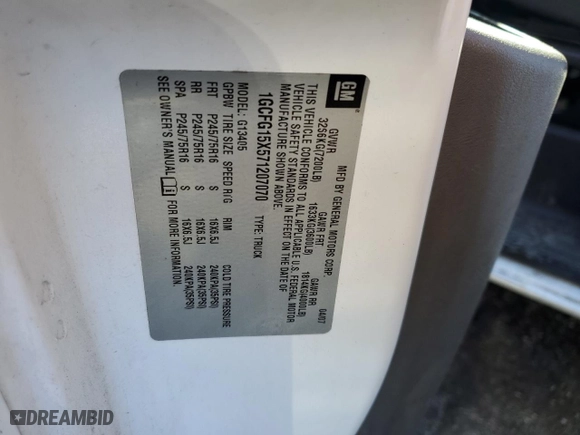 GM
MFD BY GENERAL MOTORS CORP.
04/07
GVWR GAWR FRT GAWR RR
3256KG(7200LB) 1633KG(3600LB) 1814KG(4000LB)
THIS VEHICLE CONFORMS TO ALL APPLICABLE U.S. FEDERAL MOTOR
VEHICLE SAFETY STANDARDS IN EFFECT ON THE DATE OF
MANUFACTURE SHOWN ABOVE.
1GCFG15X571207070 TYPE: TRUCK
MODEL: G13405
GPBW TIRE SIZE SPEED RTG RIM COLD TIRE PRESSURE
FRT P245/75R16 S 16X6.5J 240KPA(35PSI)
RR P245/75R16 S 16X6.5J 240KPA(35PSI)
SPA P245/75R16 S 16X6.5J 240KPA(35PSI)
SEE OWNER'S MANUAL FOR MORE INFORMATION.
DREAMBID